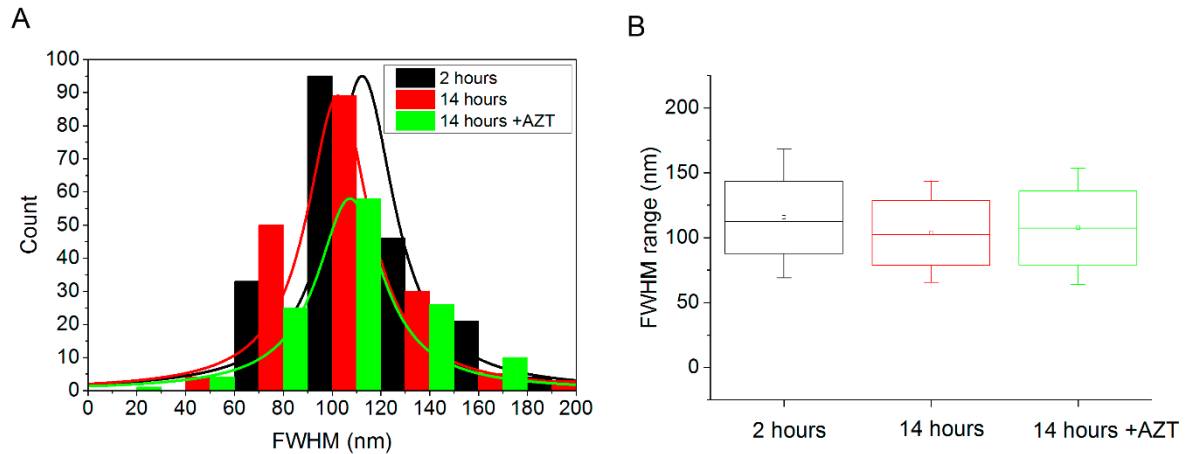 A
Count
100
90
80
70
60
50
40
30
20
10
0
0 20 40 60 80 100 120 140 160 180 200
FWHM (nm)
2 hours
14 hours
14 hours +AZT
B
FWHM range (nm)
200
150
100
50
0
2 hours 14 hours 14 hours +AZT